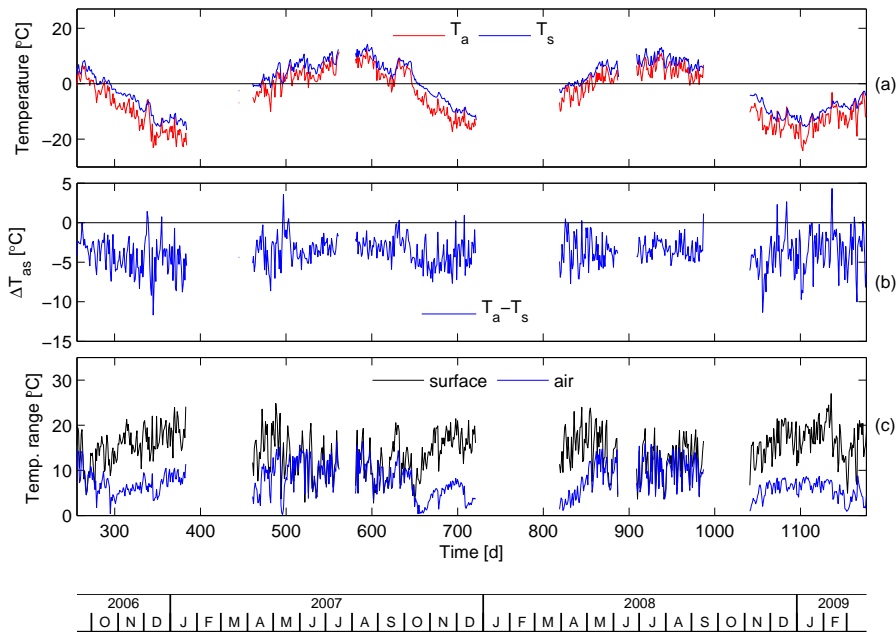 20
0
−20
Temperature [°C]
T_a T_s
(a)
5
0
−5
−10
−15
ΔT_as [°C]
T_a−T_s
(b)
30
20
10
0
Temp. range [°C]
surface air
(c)
300 400 500 600 700 800 900 1000 1100
Time [d]
2006 2007 2008 2009
O N D J F M A M J J A S O N D J F M A M J J A S O N D J F